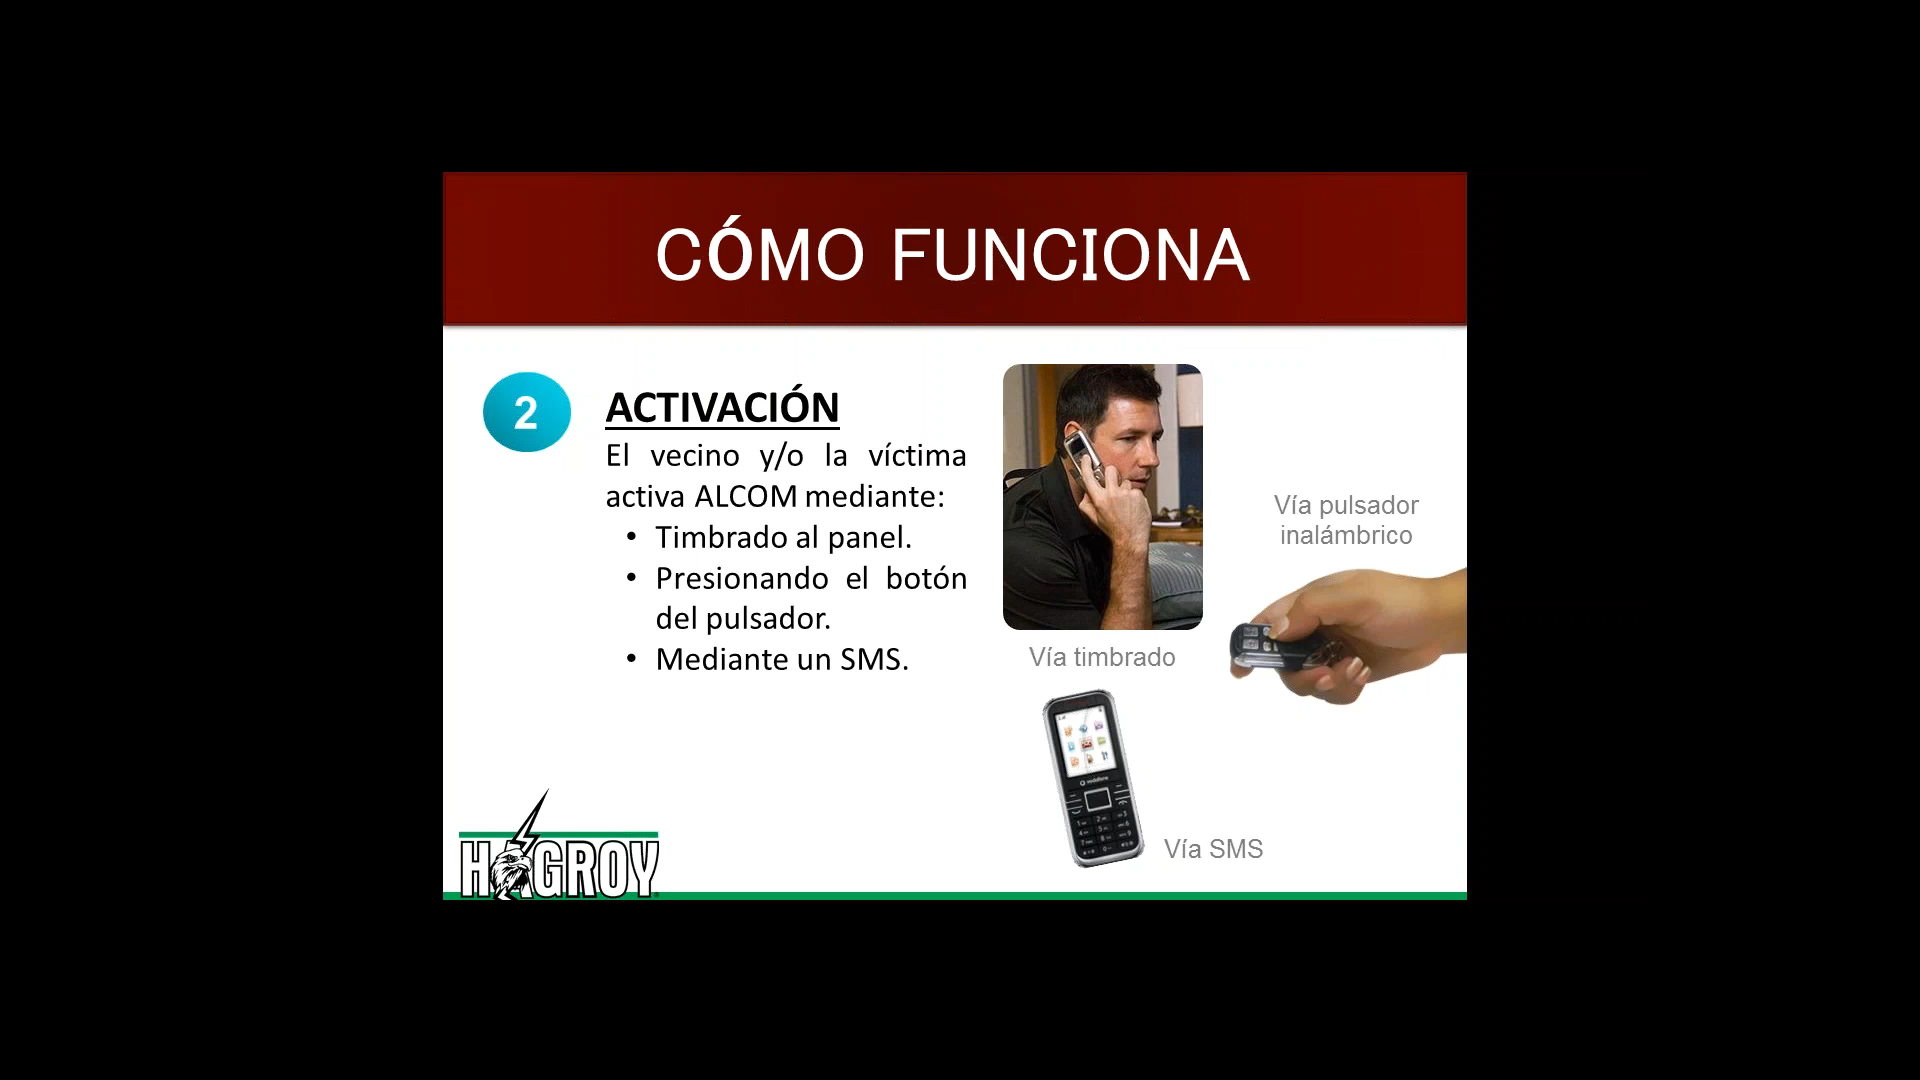 CÓMO FUNCIONA
2
ACTIVACIÓN
El vecino y/o la víctima
activa ALCOM mediante:
• Timbrado al panel.
• Presionando el botón
del pulsador.
• Mediante un SMS.
Vía timbrado
Vía pulsador
inalámbrico
Vía SMS
HAGROY